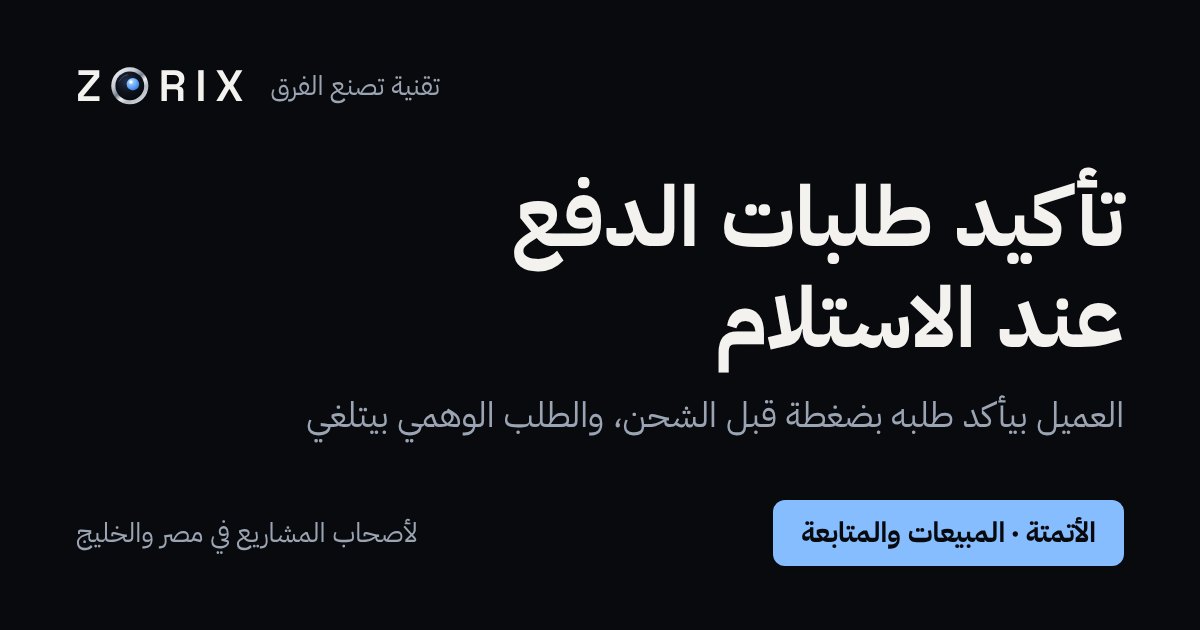 ZORIX تقنية تصنع الفرق
تأكيد طلبات الدفع
عند الاستلام
العميل بيأكد طلبه بضغطة قبل الشحن، والطلب الوهمي بيتلغي
الأتمتة · المبيعات والمتابعة
لأصحاب المشاريع في مصر والخليج